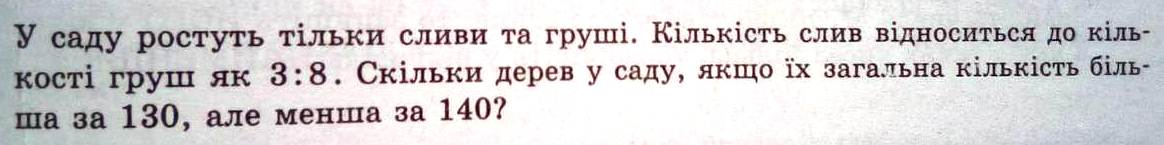 У саду ростуть тільки сливи та груші. Кількість слив відноситься до кіль-
кості груш як 3:8. Скільки дерев у саду, якщо їх загальна кількість біль-
ша за 130, але менша за 140?